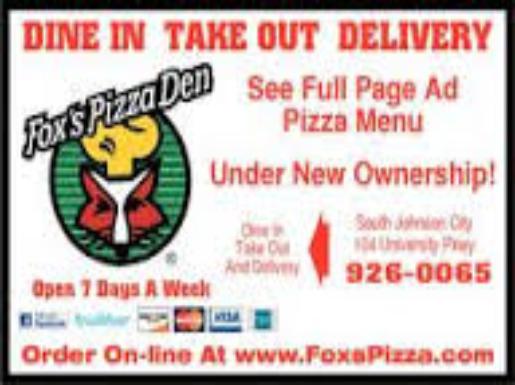 DINE IN TAKE OUT DELIVERY
Fox's Pizza Den
See Full Page Ad
Pizza Menu
Under New Ownership!
Dine In
Take Out
And Delivery
South Johnson City
104 University Pkwy
926-0065
®
Open 7 Days A Week
facebook
twitter
VISA
Order On-line At www.FoxsPizza.com